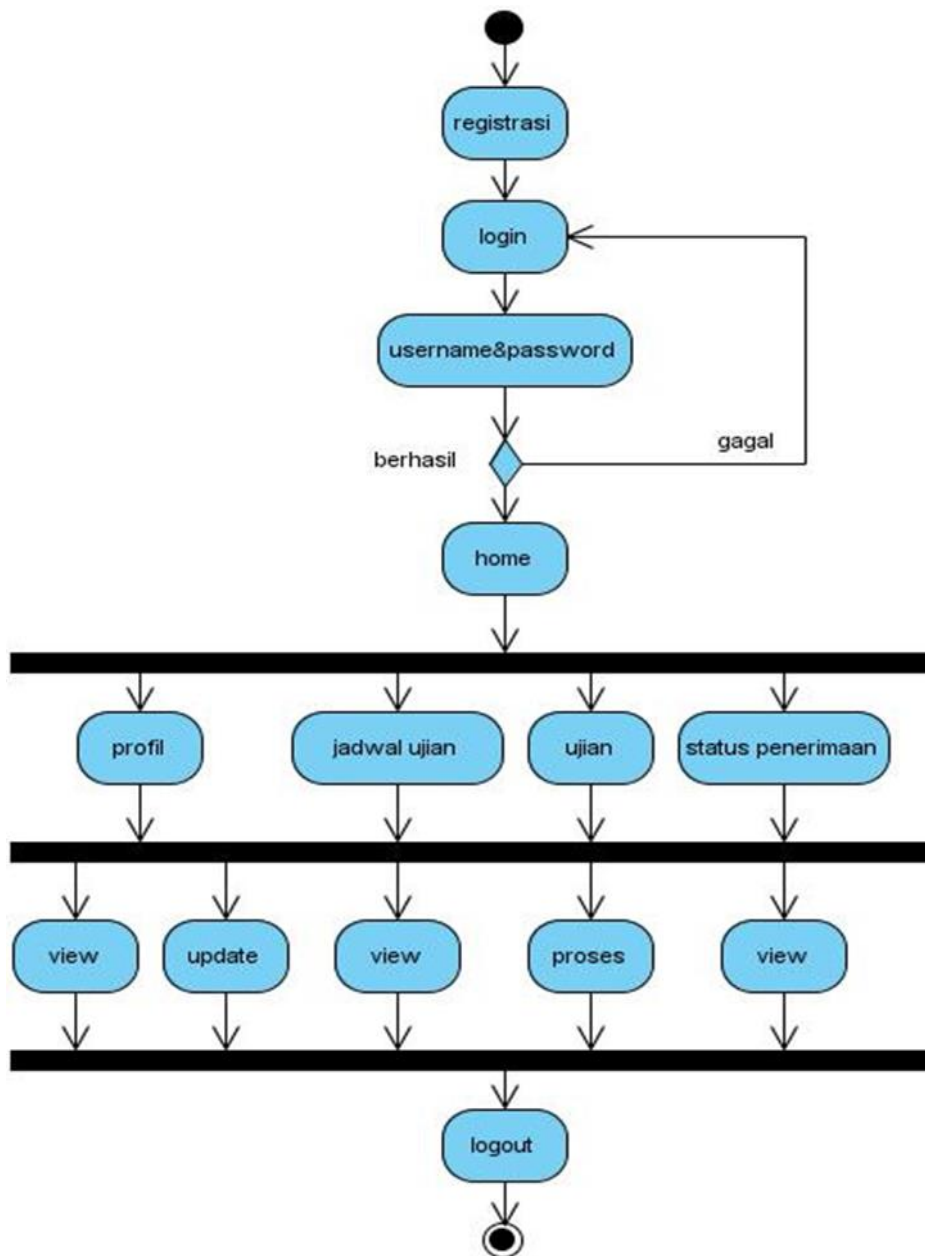 registrasi
login
username&password
berhasil
gagal
home
profil
jadwal ujian
ujian
status penerimaan
view
update
view
proses
view
logout